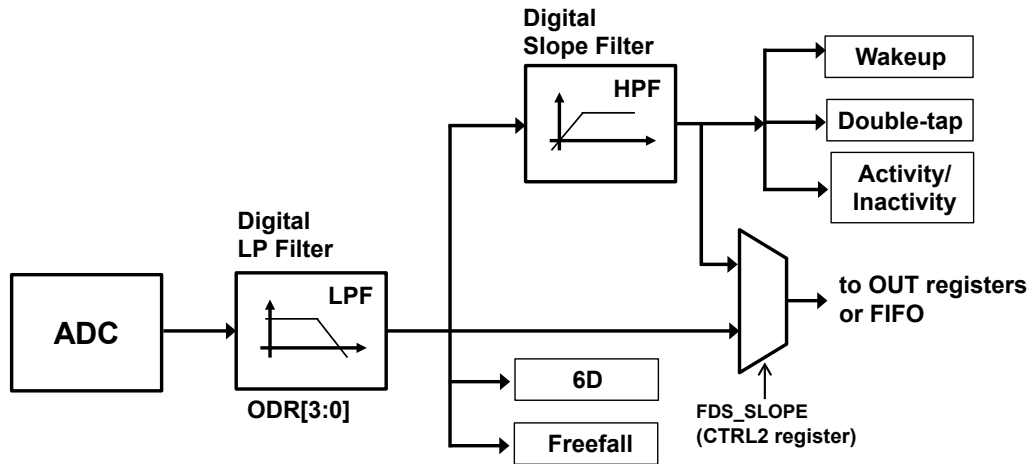 Digital
Slope Filter
HPF
Wakeup
Double-tap
Activity/
Inactivity
Digital
LP Filter
LPF
ADC
to OUT registers
or FIFO
6D
ODR[3:0]
FDS_SLOPE
(CTRL2 register)
Freefall